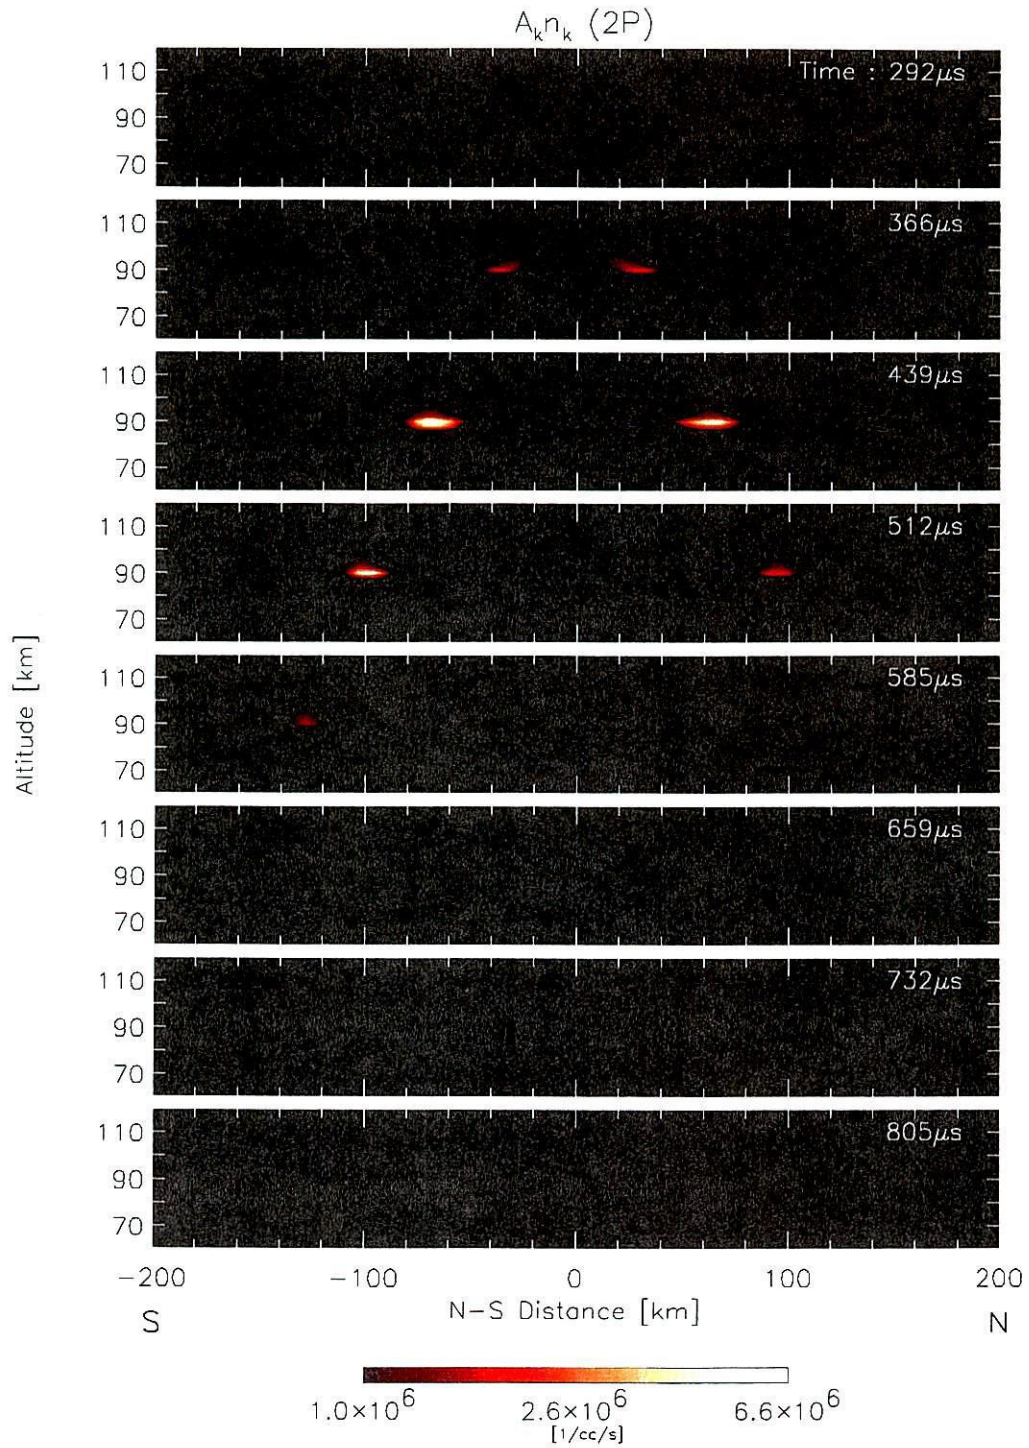 Aₖnₖ (2P)
Time : 292μs
110
90
70
366μs
110
90
70
439μs
110
90
70
512μs
110
90
70
585μs
110
90
70
659μs
110
90
70
732μs
110
90
70
805μs
110
90
70
Altitude [km]
−200 −100 0 100 200
S N−S Distance [km] N
1.0×10⁶ 2.6×10⁶ 6.6×10⁶
[1/cc/s]